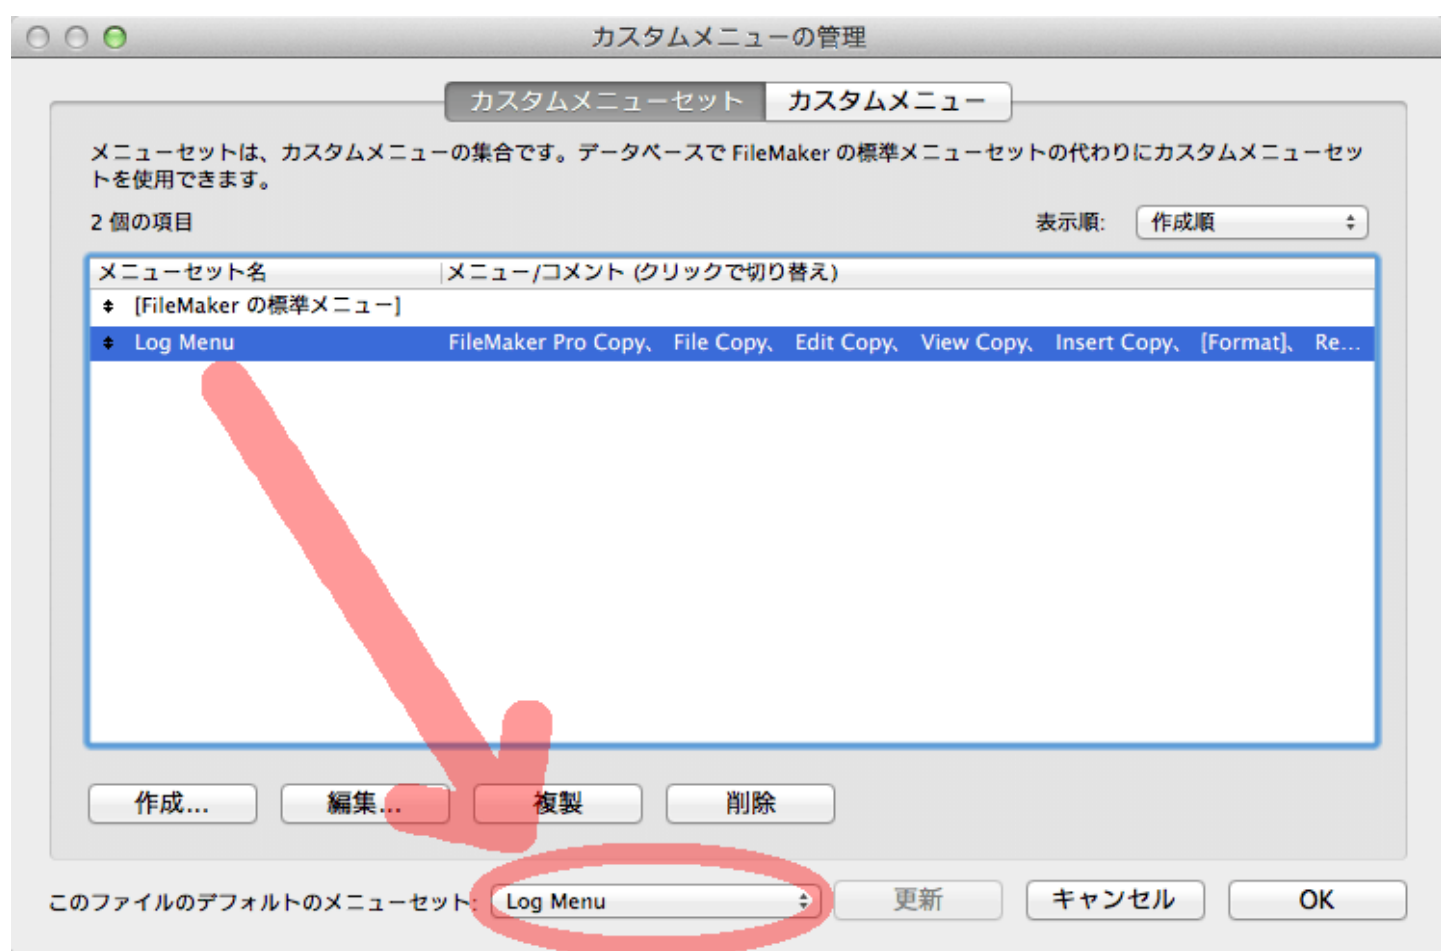 カスタムメニューの管理
カスタムメニューセット カスタムメニュー
メニューセットは、カスタムメニューの集合です。データベースで FileMaker の標準メニューセットの代わりにカスタムメニューセッ
トを使用できます。
2 個の項目 表示順: 作成順
メニューセット名 メニュー/コメント (クリックで切り替え)
[FileMaker の標準メニュー]
Log Menu FileMaker Pro Copy、 File Copy、 Edit Copy、 View Copy、 Insert Copy、 [Format]、 Re...
作成... 編集... 複製 削除
このファイルのデフォルトのメニューセット: Log Menu 更新 キャンセル OK